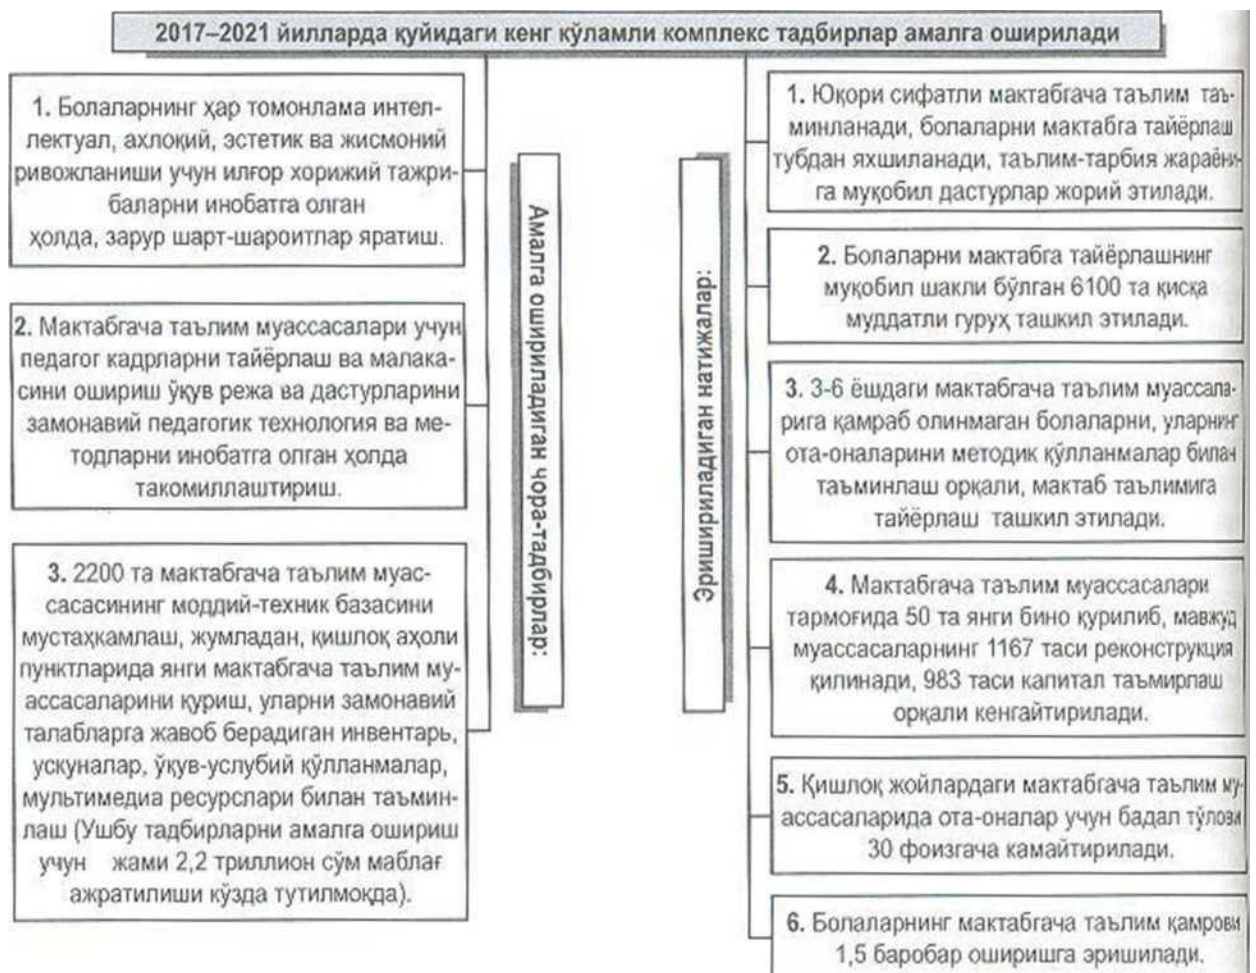 2017–2021 йилларда қуйидаги кенг кўламли комплекс тадбирлар амалга оширилади
1. Болаларнинг ҳар томонлама интел-
лектуал, ахлоқий, эстетик ва жисмоний
ривожланиши учун илғор хорижий тажри-
баларни инобатга олган
ҳолда, зарур шарт-шароитлар яратиш.
2. Мактабгача таълим муассасалари учун
педагог кадрларни тайёрлаш ва малака-
сини ошириш ўқув режа ва дастурларини
замонавий педагогик технология ва ме-
тодларни инобатга олган ҳолда
такомиллаштириш.
3. 2200 та мактабгача таълим муас-
сасасининг моддий-техник базасини
мустаҳкамлаш, жумладан, қишлоқ аҳоли
пунктларида янги мактабгача таълим му-
ассасаларини қуриш, уларни замонавий
талабларга жавоб берадиган инвентарь,
ускуналар, ўқув-услубий қўлланмалар,
мультимедиа ресурслари билан таъмин-
лаш (Ушбу тадбирларни амалга ошириш
учун жами 2,2 триллион сўм маблағ
ажратилиши кўзда тутилмоқда).
Амалга ошириладиган чора-тадбирлар:
Эришириладиган натижалар:
1. Юқори сифатли мактабгача таълим таъ-
минланади, болаларни мактабга тайёрлаш
тубдан яхшиланади, таълим-тарбия жараёни-
га муқобил дастурлар жорий этилади.
2. Болаларни мактабга тайёрлашнинг
муқобил шакли бўлган 6100 та қисқа
муддатли гуруҳ ташкил этилади.
3. 3-6 ёшдаги мактабгача таълим муассала-
рига қамраб олинмаган болаларни, уларнинг
ота-оналарини методик қўлланмалар билан
таъминлаш орқали, мактаб таълимига
тайёрлаш ташкил этилади.
4. Мактабгача таълим муассасалари
тармоғида 50 та янги бино қурилиб, мавжуд
муассасаларнинг 1167 таси реконструкция
қилинади, 983 таси капитал таъмирлаш
орқали кенгайтирилади.
5. Қишлоқ жойлардаги мактабгача таълим му-
ассасаларида ота-оналар учун бадал тўлови
30 фоизгача камайтирилади.
6. Болаларнинг мактабгача таълим қамрови
1,5 баробар оширишга эришилади.